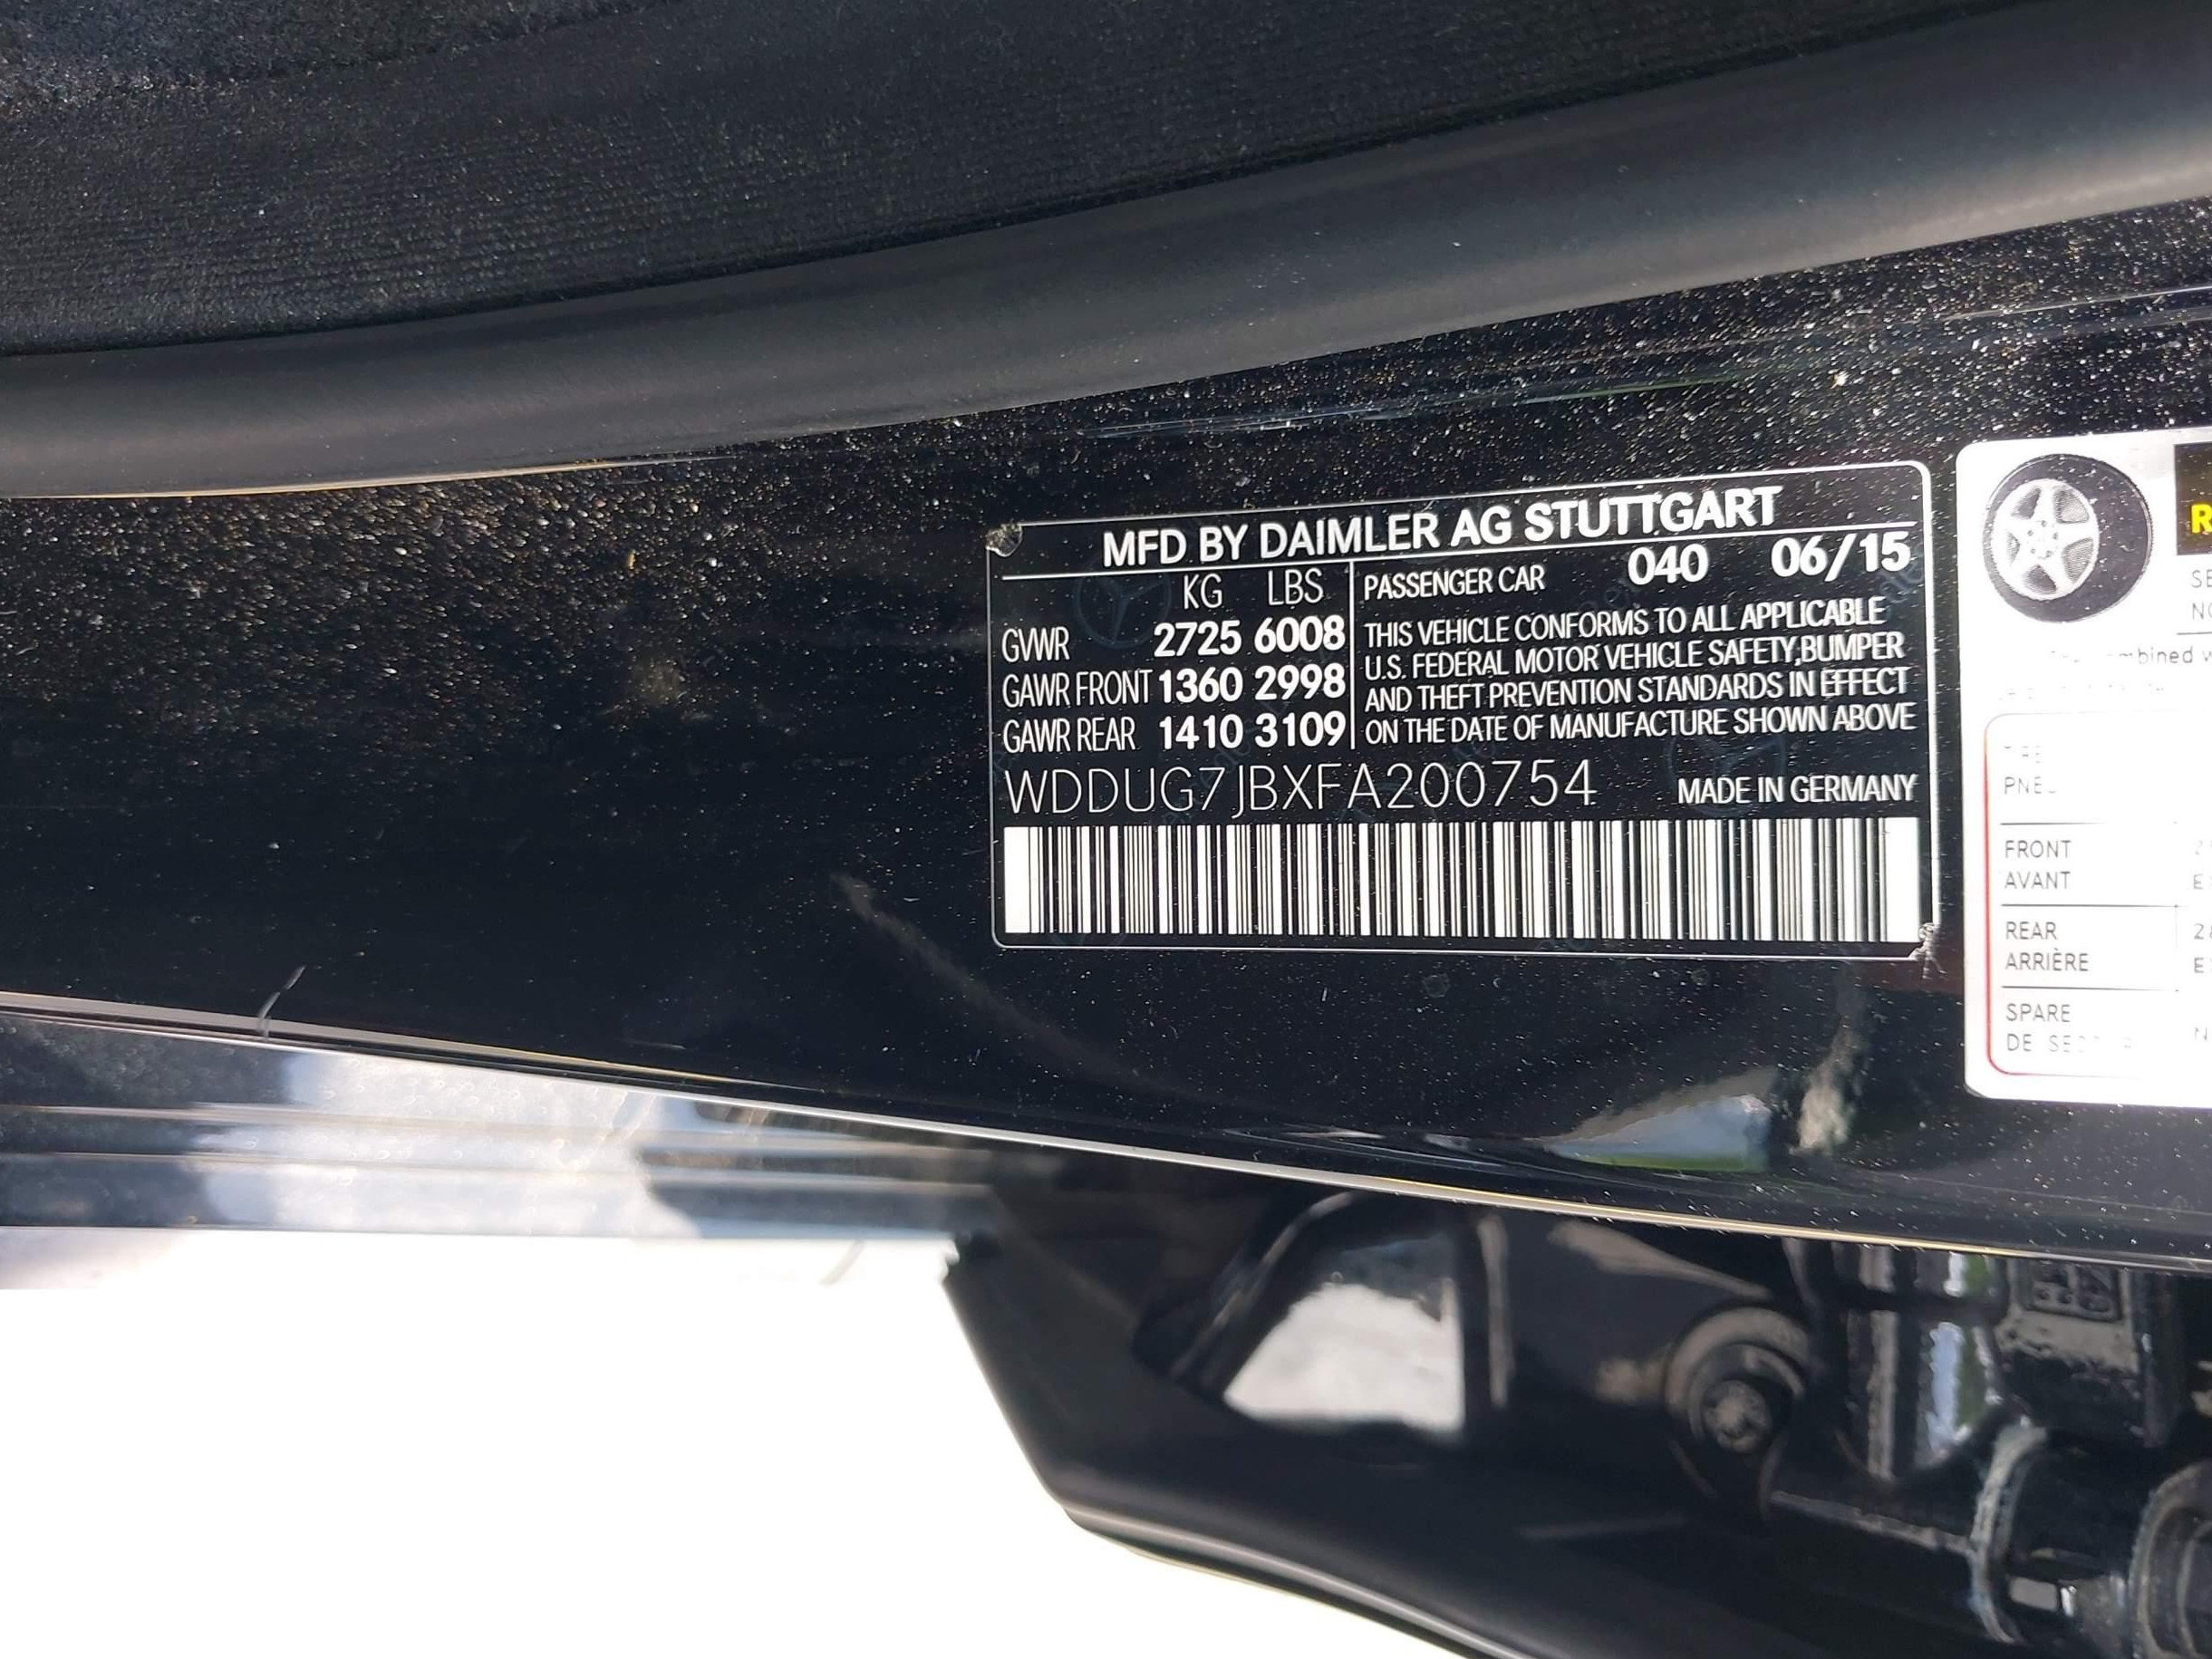 MFD BY DAIMLER AG STUTTGART
KG LBS
GVWR 2725 6008
GAWR FRONT 1360 2998
GAWR REAR 1410 3109
PASSENGER CAR 040 06/15
THIS VEHICLE CONFORMS TO ALL APPLICABLE
U.S. FEDERAL MOTOR VEHICLE SAFETY,BUMPER
AND THEFT PREVENTION STANDARDS IN EFFECT
ON THE DATE OF MANUFACTURE SHOWN ABOVE
WDDUG7JBXFA200754 MADE IN GERMANY
FRONT
AVANT
REAR
ARRIÈRE
SPARE
DE